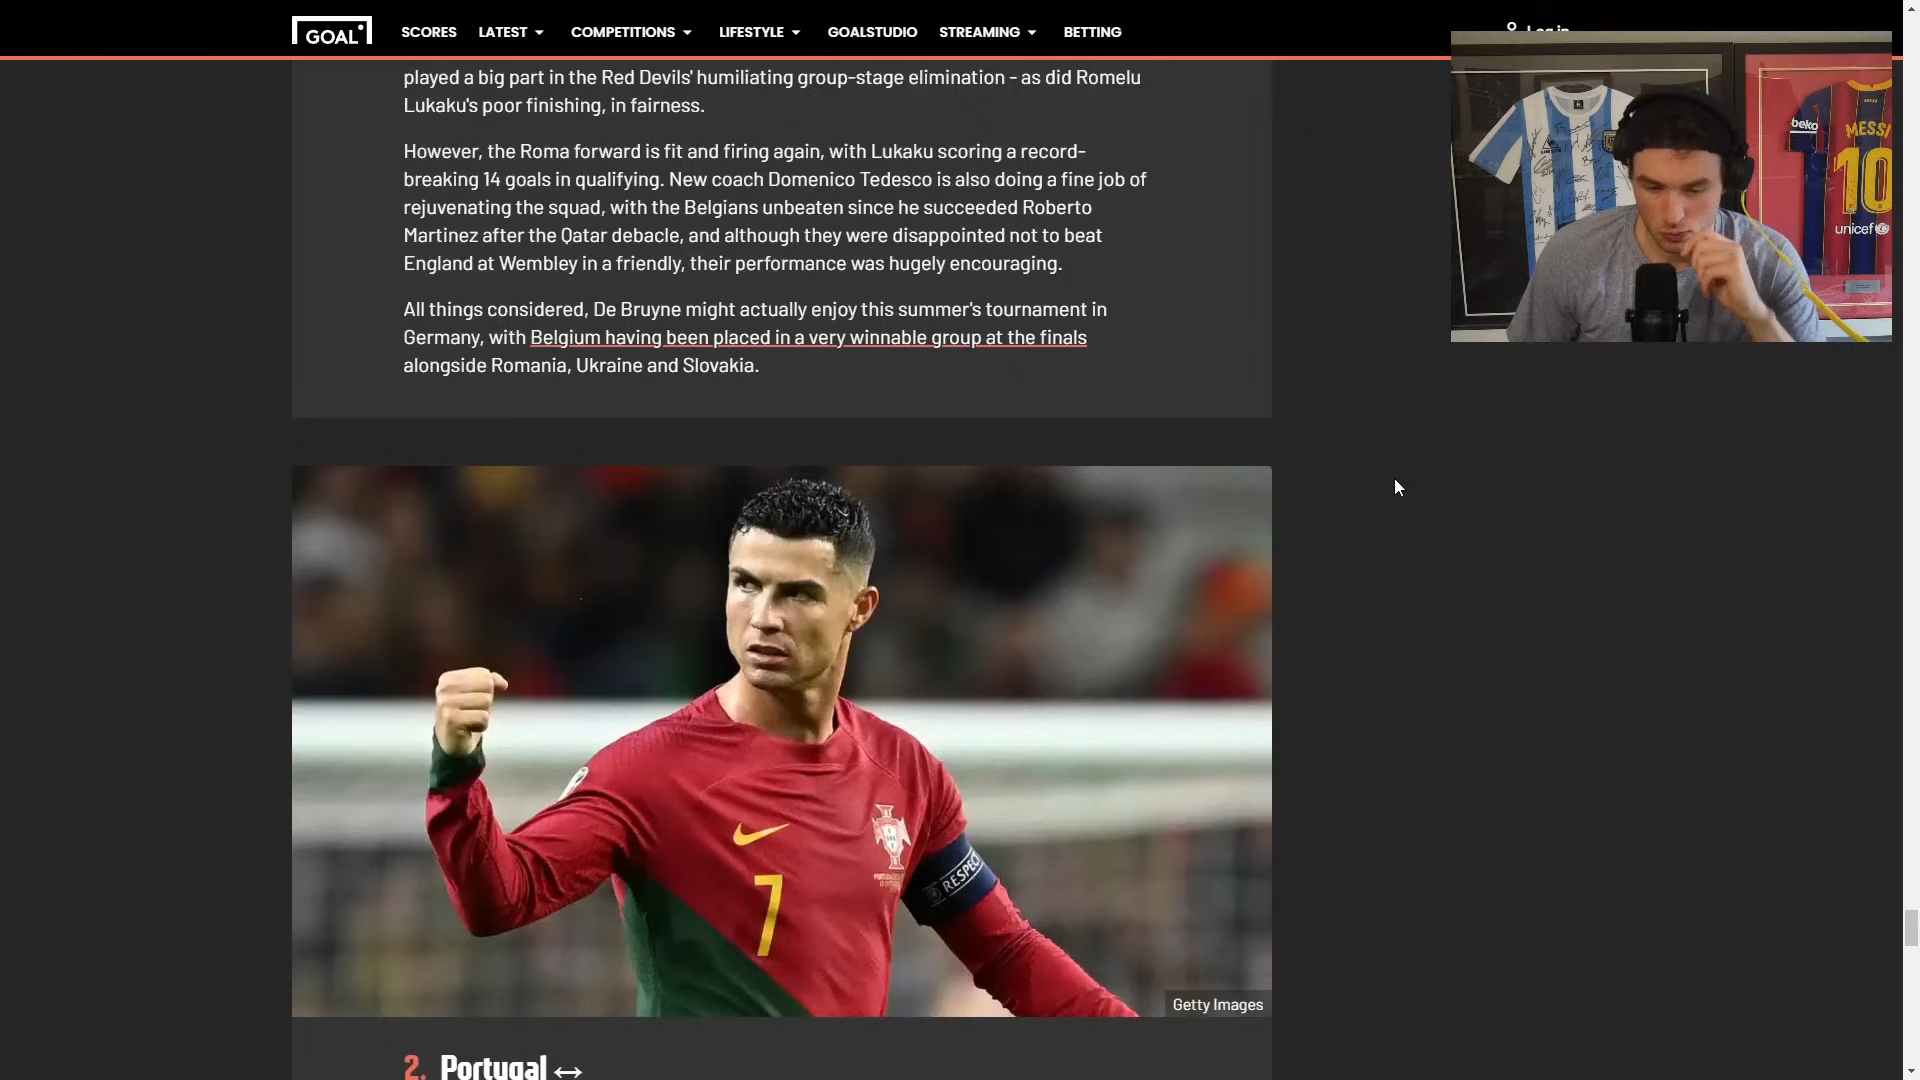 GOAL SCORES LATEST COMPETITIONS LIFESTYLE GOALSTUDIO STREAMING BETTING
played a big part in the Red Devils' humiliating group-stage elimination - as did Romelu
Lukaku's poor finishing, in fairness.
However, the Roma forward is fit and firing again, with Lukaku scoring a record-
breaking 14 goals in qualifying. New coach Domenico Tedesco is also doing a fine job of
rejuvenating the squad, with the Belgians unbeaten since he succeeded Roberto
Martinez after the Qatar debacle, and although they were disappointed not to beat
England at Wembley in a friendly, their performance was hugely encouraging.
All things considered, De Bruyne might actually enjoy this summer's tournament in
Germany, with Belgium having been placed in a very winnable group at the finals
alongside Romania, Ukraine and Slovakia.
beko
MESSI
10
unicef
RESPECT
7
Getty Images
2. Portugal ↔